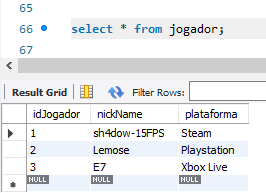 65
66 select * from jogador;
67
Result Grid Filter Rows:
idJogador nickName plataforma
1 sh4dow-15FPS Steam
2 Lemose Playstation
3 E7 Xbox Live
NULL NULL NULL